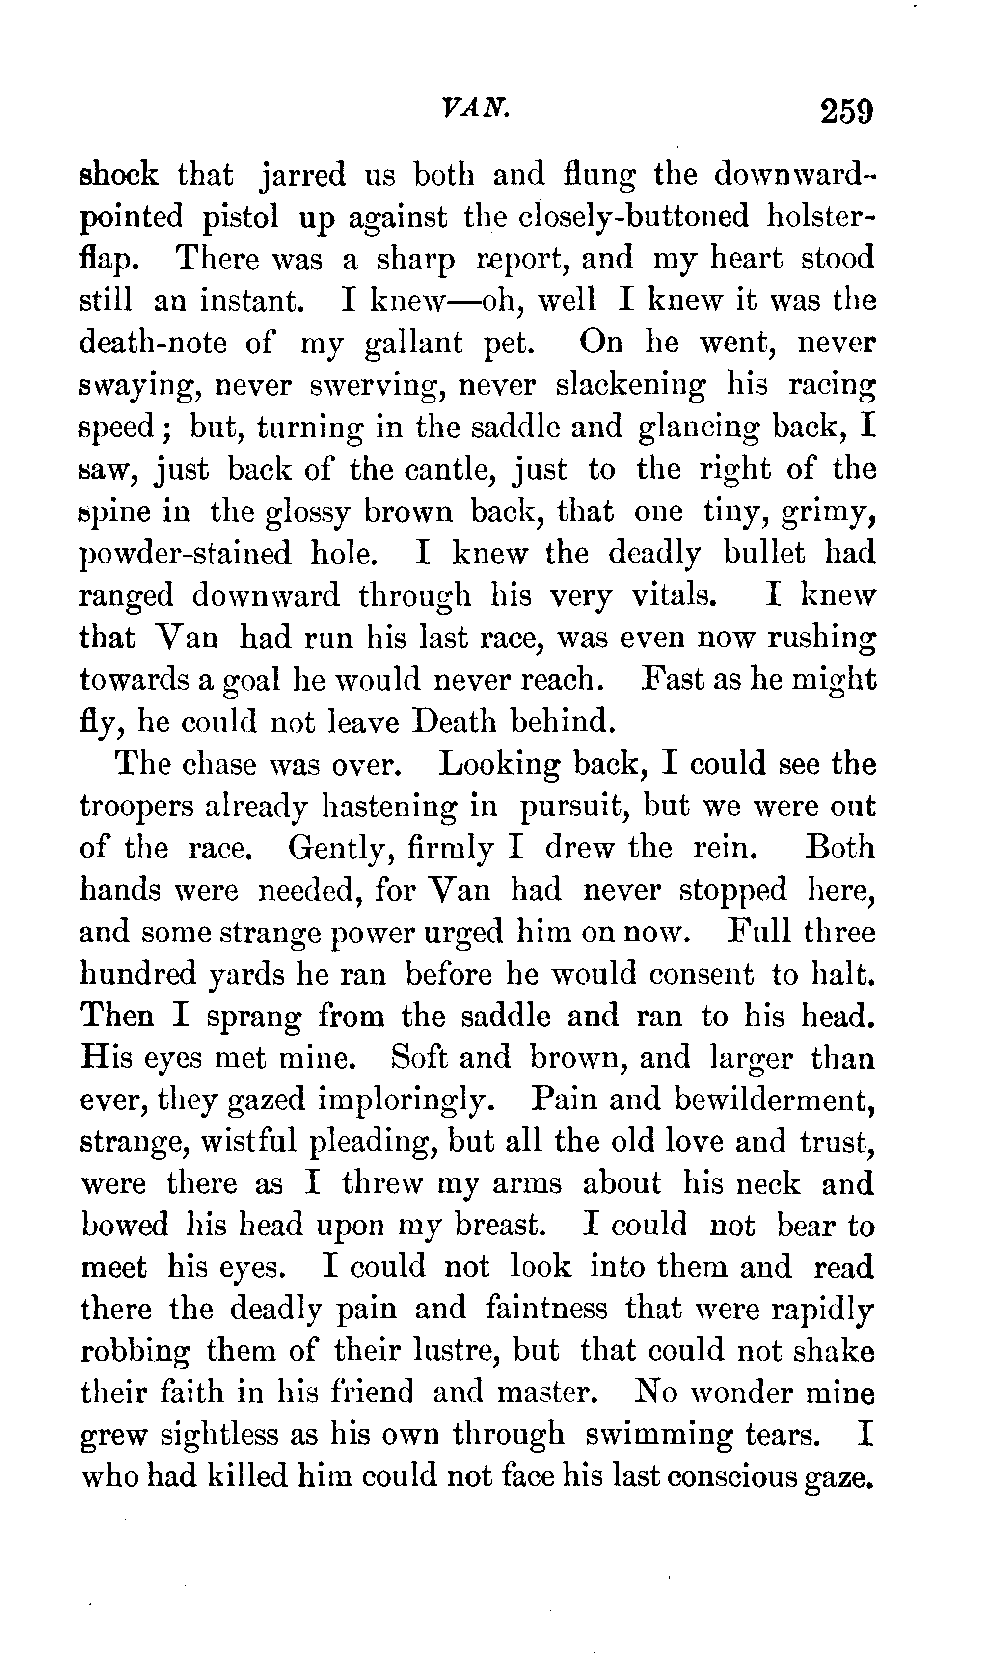 VAN. 259
shock that jarred us both and flung the downward-
pointed pistol up against the closely-buttoned holster-
flap. There was a sharp report, and my heart stood
still an instant. I knew—oh, well I knew it was the
death-note of my gallant pet. On he went, never
swaying, never swerving, never slackening his racing
speed; but, turning in the saddle and glancing back, I
saw, just back of the cantle, just to the right of the
spine in the glossy brown back, that one tiny, grimy,
powder-stained hole. I knew the deadly bullet had
ranged downward through his very vitals. I knew
that Van had run his last race, was even now rushing
towards a goal he would never reach. Fast as he might
fly, he could not leave Death behind.
The chase was over. Looking back, I could see the
troopers already hastening in pursuit, but we were out
of the race. Gently, firmly I drew the rein. Both
hands were needed, for Van had never stopped here,
and some strange power urged him on now. Full three
hundred yards he ran before he would consent to halt.
Then I sprang from the saddle and ran to his head.
His eyes met mine. Soft and brown, and larger than
ever, they gazed imploringly. Pain and bewilderment,
strange, wistful pleading, but all the old love and trust,
were there as I threw my arms about his neck and
bowed his head upon my breast. I could not bear to
meet his eyes. I could not look into them and read
there the deadly pain and faintness that were rapidly
robbing them of their lustre, but that could not shake
their faith in his friend and master. No wonder mine
grew sightless as his own through swimming tears. I
who had killed him could not face his last conscious gaze.